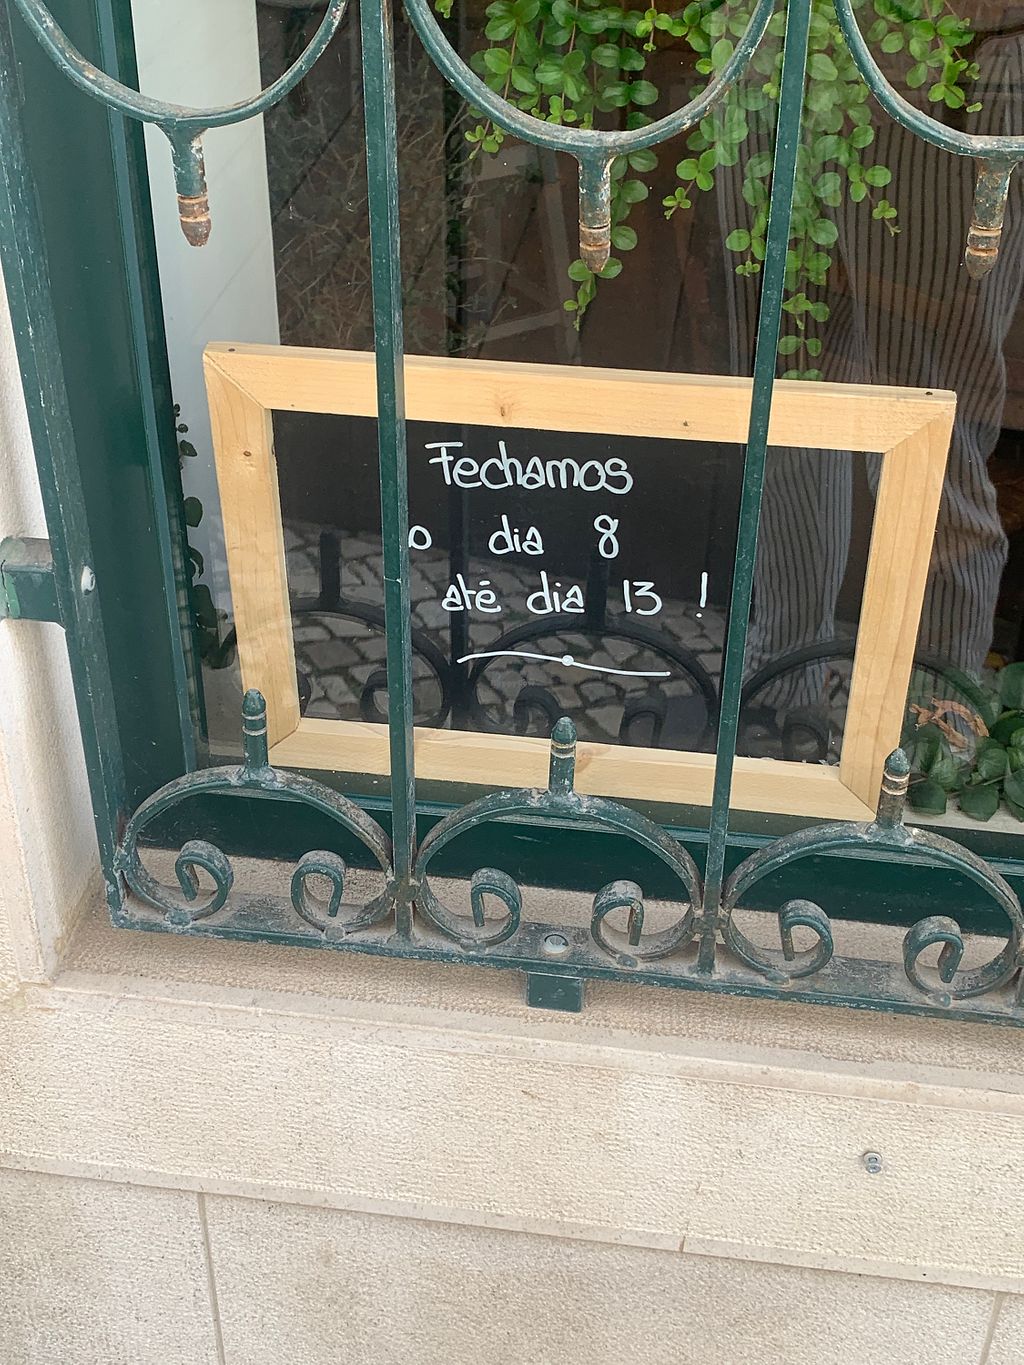 Fechamos
o dia 8
até dia 13 !